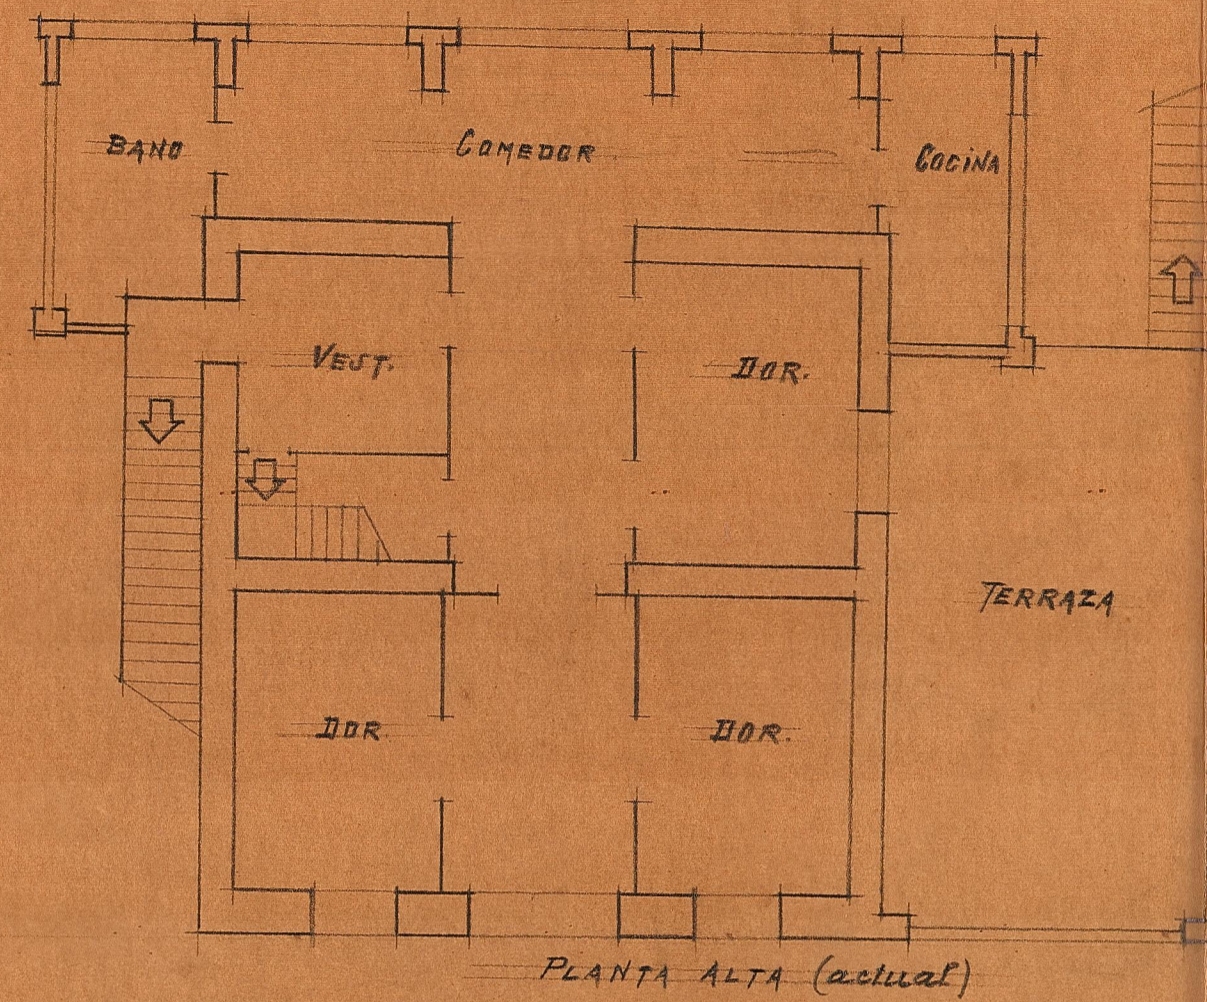 BANO
COMEDOR
COCINA
VEST.
DOR.
TERRAZA
DOR
DOR.
PLANTA ALTA (actual)